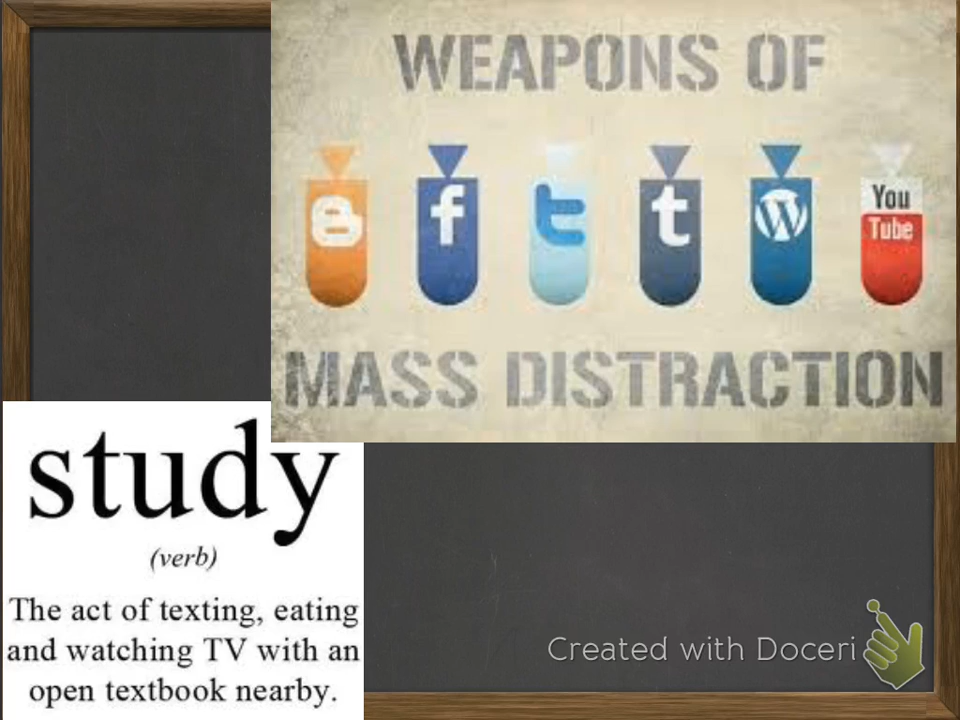 WEAPONS OF
f
t
t
W
You
Tube
MASS DISTRACTION
study
(verb)
The act of texting, eating
and watching TV with an
open textbook nearby.
Created with Doceri